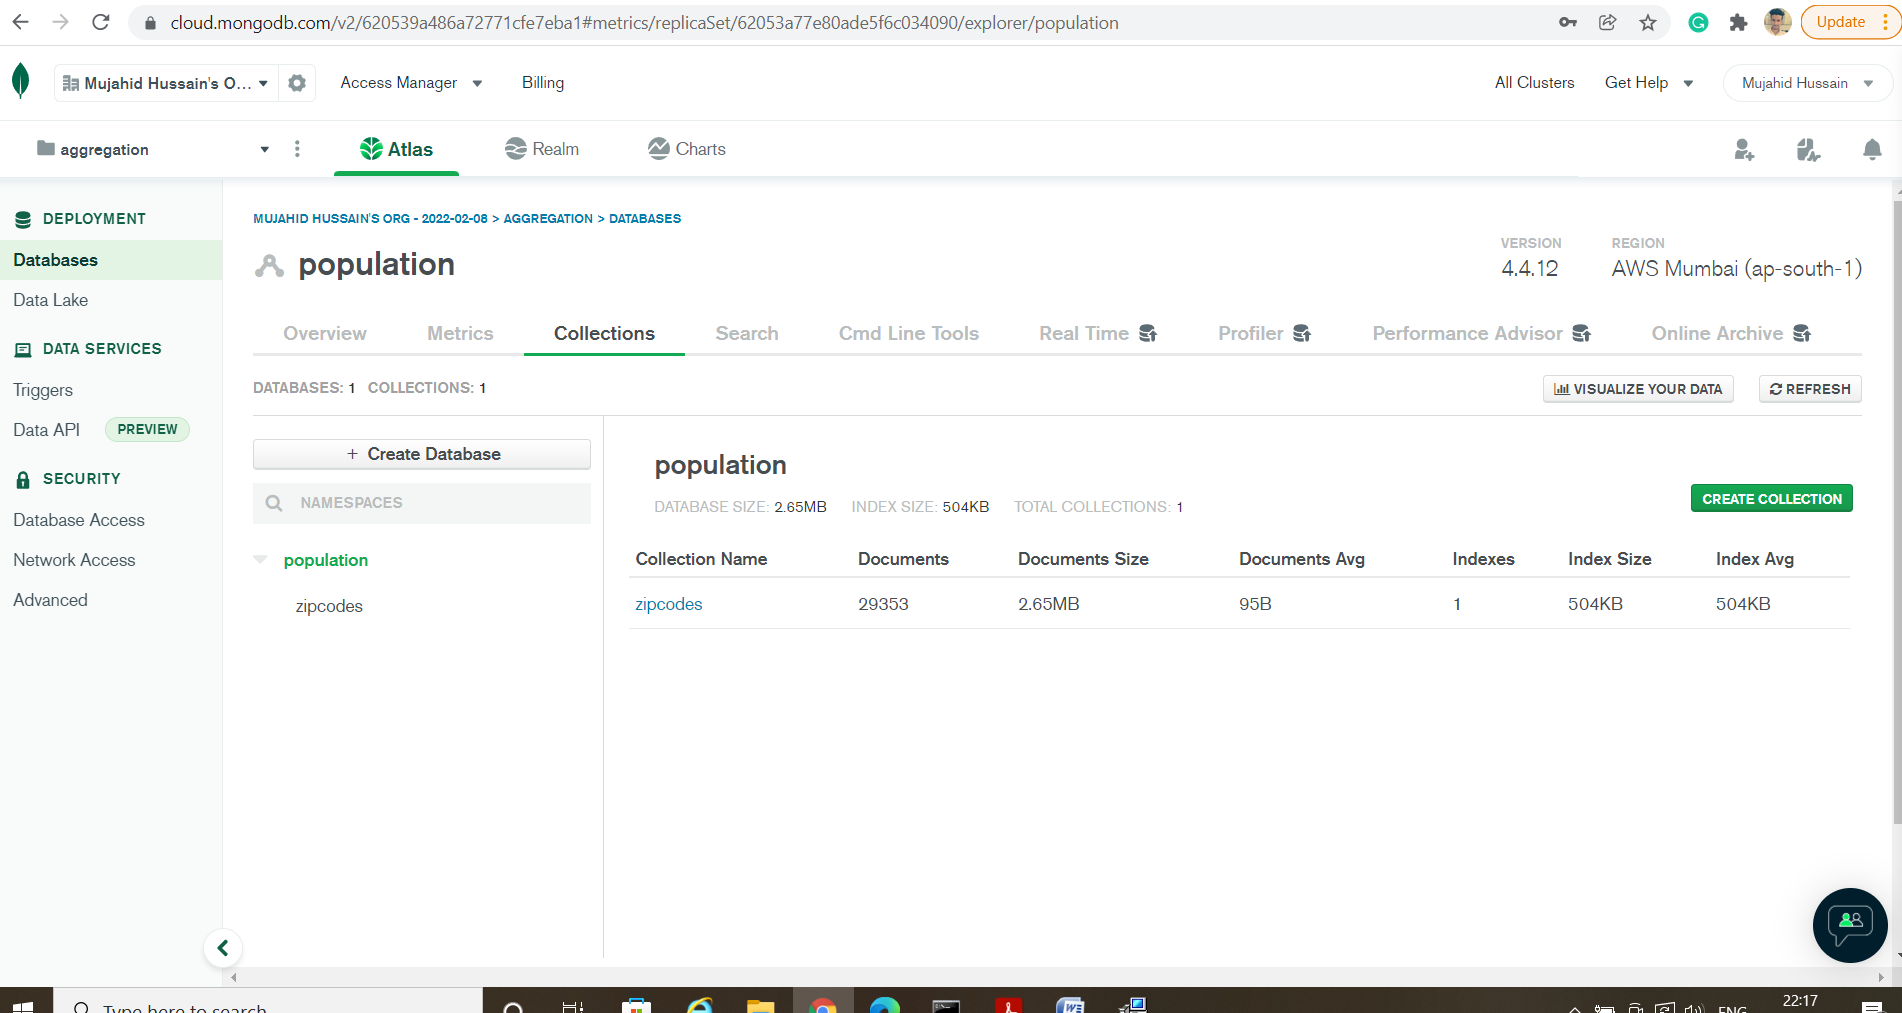 cloud.mongodb.com/v2/620539a486a72771cfe7eba1#metrics/replicaSet/62053a77e80ade5f6c034090/explorer/population
Update
Mujahid Hussain's O... Access Manager Billing All Clusters Get Help Mujahid Hussain
aggregation Atlas Realm Charts
DEPLOYMENT
Databases
Data Lake
DATA SERVICES
Triggers
Data API PREVIEW
SECURITY
Database Access
Network Access
Advanced
MUJAHID HUSSAIN'S ORG - 2022-02-08 > AGGREGATION > DATABASES
population
VERSION
4.4.12
REGION
AWS Mumbai (ap-south-1)
Overview Metrics Collections Search Cmd Line Tools Real Time Profiler Performance Advisor Online Archive
DATABASES: 1 COLLECTIONS: 1
VISUALIZE YOUR DATA REFRESH
+ Create Database
NAMESPACES
population
zipcodes
population
DATABASE SIZE: 2.65MB INDEX SIZE: 504KB TOTAL COLLECTIONS: 1
CREATE COLLECTION
Collection Name Documents Documents Size Documents Avg Indexes Index Size Index Avg
zipcodes 29353 2.65MB 95B 1 504KB 504KB
Type here to search
ENG
22:17